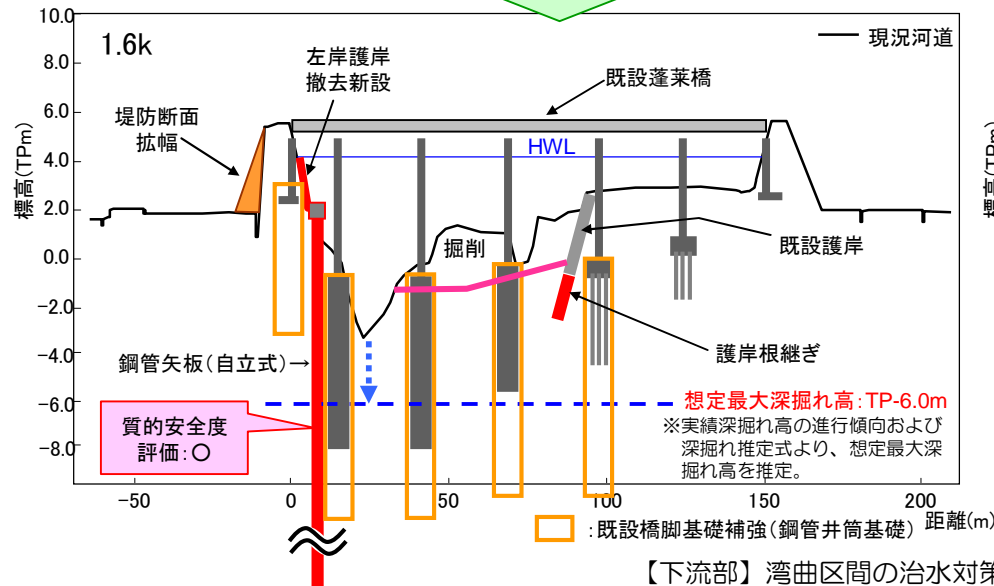 1.6k
現況河道
左岸護岸
撤去新設
既設蓬莱橋
堤防断面
拡幅
HWL
標高(TPm)
標高(TPm)
10.0
8.0
6.0
4.0
2.0
0.0
−2.0
−4.0
−6.0
−8.0
掘削
既設護岸
護岸根継ぎ
鋼管矢板(自立式)→
想定最大深掘れ高:TP-6.0m
※実績深掘れ高の進行傾向および
深掘れ推定式より、想定最大深
掘れ高を推定。
質的安全度
評価:〇
−50
0
50
100
150
200
距離(m)
:既設橋脚基礎補強(鋼管井筒基礎)
【下流部】湾曲区間の治水対策